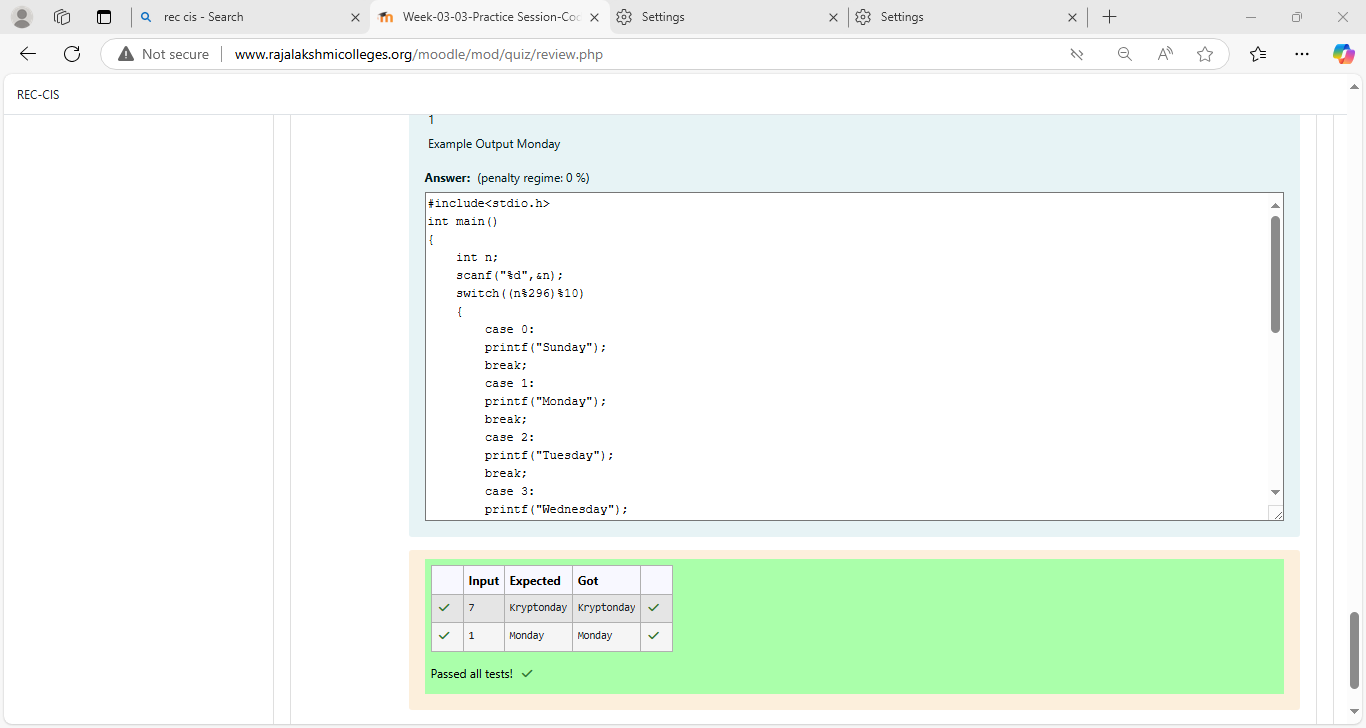 rec cis - Search
Week-03-03-Practice Session-Coc
Settings
Settings
Not secure
www.rajalakshmicolleges.org/moodle/mod/quiz/review.php
REC-CIS
1
Example Output Monday
Answer: (penalty regime: 0 %)
#include<stdio.h>
int main()
{
    int n;
    scanf("%d",&n);
    switch((n%296)%10)
    {
        case 0:
        printf("Sunday");
        break;
        case 1:
        printf("Monday");
        break;
        case 2:
        printf("Tuesday");
        break;
        case 3:
        printf("Wednesday");
Input Expected Got
7 Kryptonday Kryptonday
1 Monday Monday
Passed all tests!